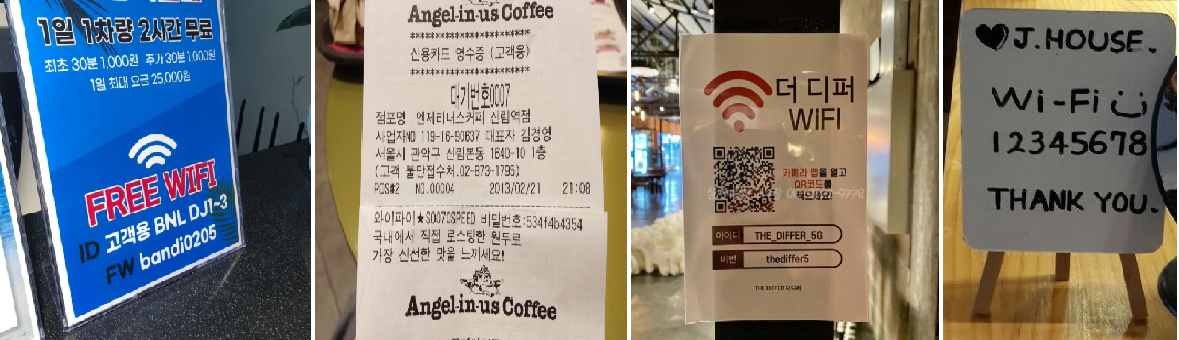 1일 1차량 2시간 무료
최초 30분 1,000원 추가 30분 1,000원
1일 최대 요금 25,000원
FREE WIFI
ID 고객용 BNL DJ1~3
FW bandi0205
Angel-in-us Coffee
************************
신용카드 영수증 (고객용)
************************
대기번호0007
점포명 엔제리너스커피 신림역점
사업자NO 119-16-90637 대표자 김경영
서울시 관악구 신림본동 1640-10 1층
(고객 불만접수처.02-873-1795)
POS#2 NO.00004 2013/02/21 21:08
와이파이★SO070SPEED 비밀번호:534f4b4354
국내에서 직접 로스팅한 원두로
가장 신선한 맛을 느끼세요!
Angel-in-us Coffee
더 디퍼
WIFI
카메라 앱을 열고
QR코드를
찍으세요!
아이디 THE_DIFFER_5G
비번 thediffer5
THE DIFFER 더 디퍼
♥J.HOUSE.
Wi-Fi
12345678
THANK YOU.